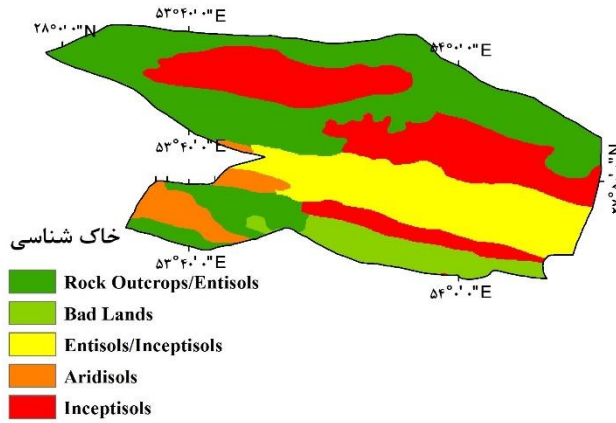 ۵۳°۴۰'۰"E
۲۸°۰'۰"N
۵۴°۰'۰"E
۵۳°۴۰'۰"E
۵۳°۴۰'۰"E
۵۴°۰'۰"E
خاک شناسی
Rock Outcrops/Entisols
Bad Lands
Entisols/Inceptisols
Aridisols
Inceptisols